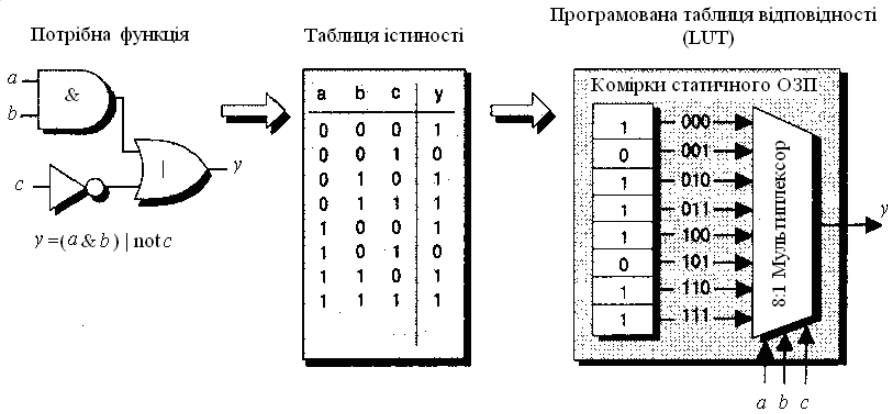 Потрібна функція
a
b
&
c
|
y
y=(a & b) | not c
Таблиця істиності
a b c y
0 0 0 1
0 0 1 0
0 1 0 1
0 1 1 1
1 0 0 1
1 0 1 0
1 1 0 1
1 1 1 1
Програмована таблиця відповідності
(LUT)
Комірки статичного ОЗП
1 000
0 001
1 010
1 011
1 100
0 101
1 110
1 111
8:1 Мультиплексор
y
a b c